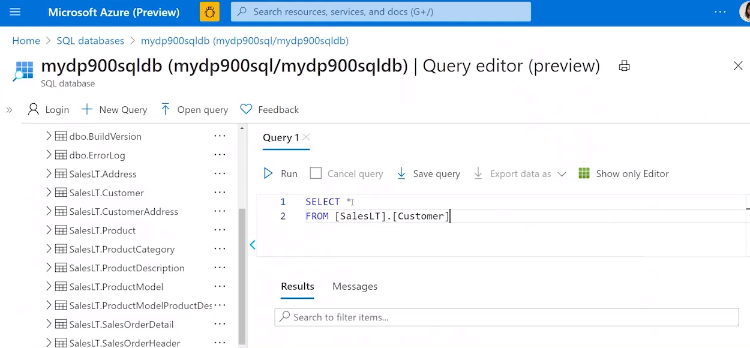 Microsoft Azure (Preview)
Search resources, services, and docs (G+/)
Home > SQL databases > mydp900sqldb (mydp900sql/mydp900sqldb)
mydp900sqldb (mydp900sql/mydp900sqldb) | Query editor (preview)
SQL database
Login
New Query
Open query
Feedback
dbo.BuildVersion
dbo.ErrorLog
SalesLT.Address
SalesLT.Customer
SalesLT.CustomerAddress
SalesLT.Product
SalesLT.ProductCategory
SalesLT.ProductDescription
SalesLT.ProductModel
SalesLT.ProductModelProductDes
SalesLT.SalesOrderDetail
SalesLT.SalesOrderHeader
Query 1
Run
Cancel query
Save query
Export data as
Show only Editor
1 SELECT *
2 FROM [SalesLT].[Customer]
Results
Messages
Search to filter items...